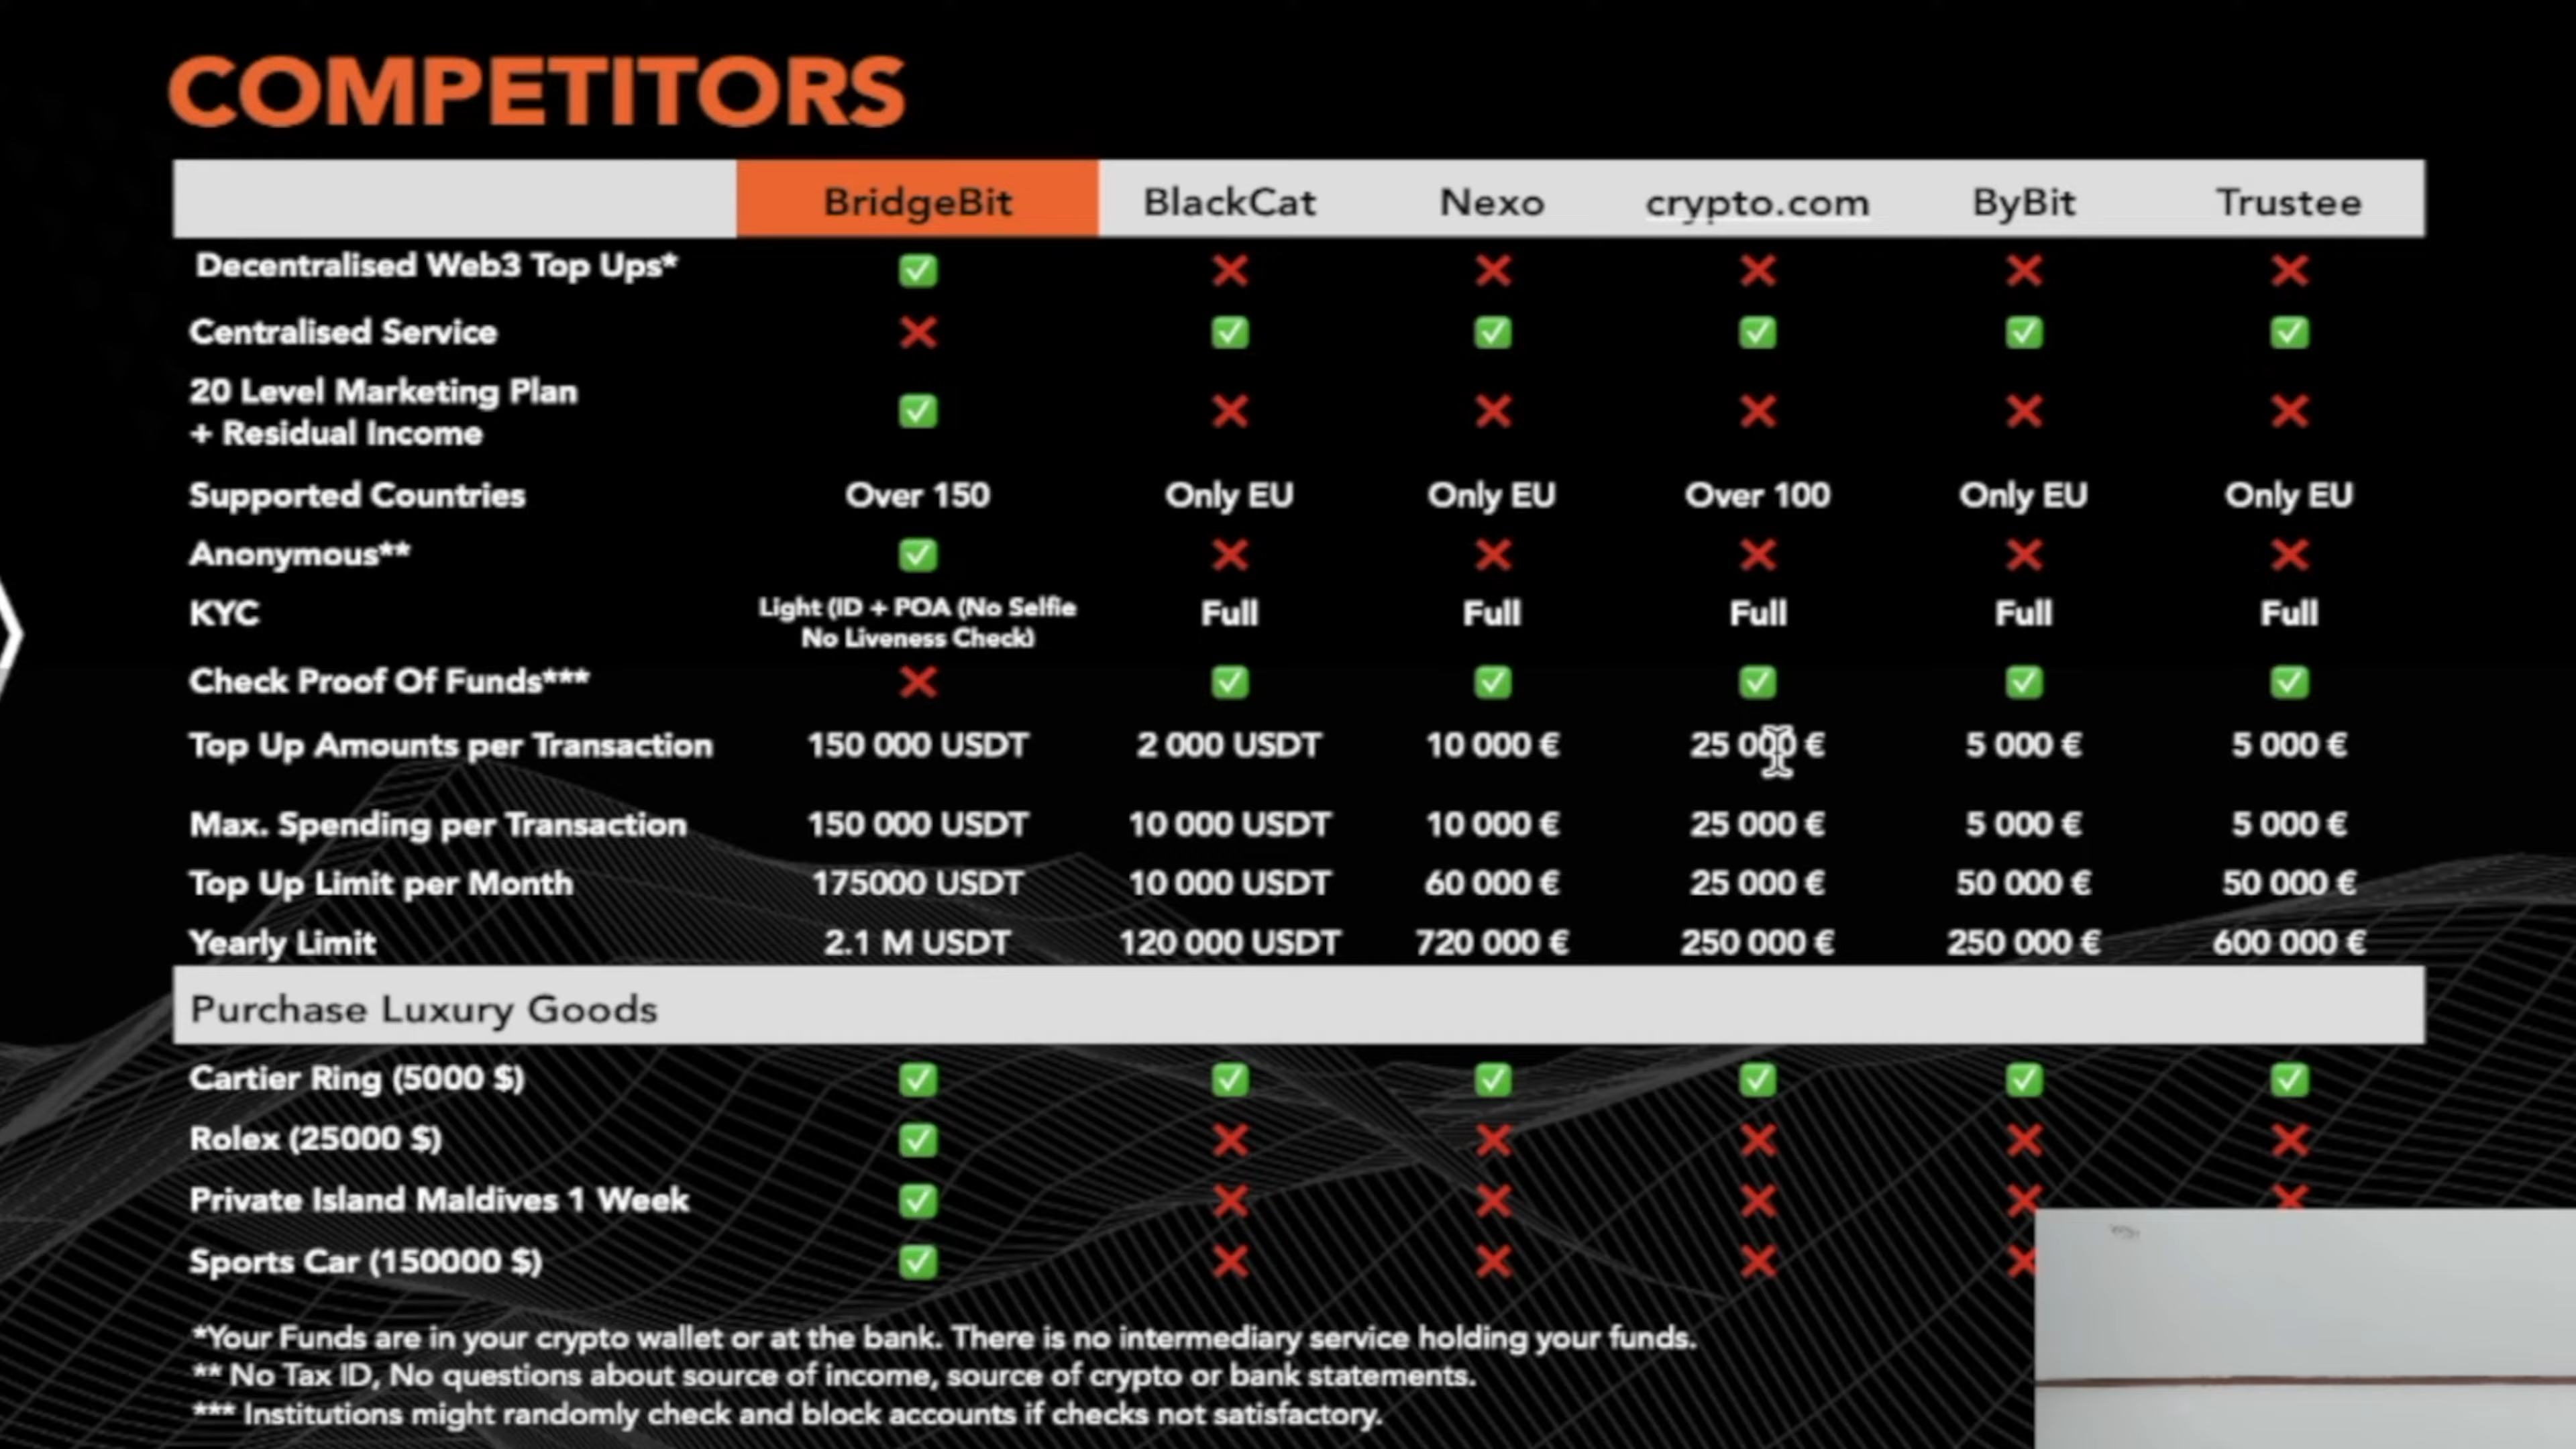 COMPETITORS
BridgeBit BlackCat Nexo crypto.com ByBit Trustee
Decentralised Web3 Top Ups* ✅ ❌ ❌ ❌ ❌ ❌
Centralised Service ❌ ✅ ✅ ✅ ✅ ✅
20 Level Marketing Plan
+ Residual Income ✅ ❌ ❌ ❌ ❌ ❌
Supported Countries Over 150 Only EU Only EU Over 100 Only EU Only EU
Anonymous** ✅ ❌ ❌ ❌ ❌ ❌
KYC Light (ID + POA (No Selfie No Liveness Check) Full Full Full Full Full
Check Proof Of Funds*** ❌ ✅ ✅ ✅ ✅ ✅
Top Up Amounts per Transaction 150 000 USDT 2 000 USDT 10 000 € 25 000 € 5 000 € 5 000 €
Max. Spending per Transaction 150 000 USDT 10 000 USDT 10 000 € 25 000 € 5 000 € 5 000 €
Top Up Limit per Month 175000 USDT 10 000 USDT 60 000 € 25 000 € 50 000 € 50 000 €
Yearly Limit 2.1 M USDT 120 000 USDT 720 000 € 250 000 € 250 000 € 600 000 €
Purchase Luxury Goods
Cartier Ring (5000 $) ✅ ✅ ✅ ✅ ✅ ✅
Rolex (25000 $) ✅ ❌ ❌ ❌ ❌ ❌
Private Island Maldives 1 Week ✅ ❌ ❌ ❌ ❌ ❌
Sports Car (150000 $) ✅ ❌ ❌ ❌ ❌
*Your Funds are in your crypto wallet or at the bank. There is no intermediary service holding your funds.
** No Tax ID, No questions about source of income, source of crypto or bank statements.
*** Institutions might randomly check and block accounts if checks not satisfactory.